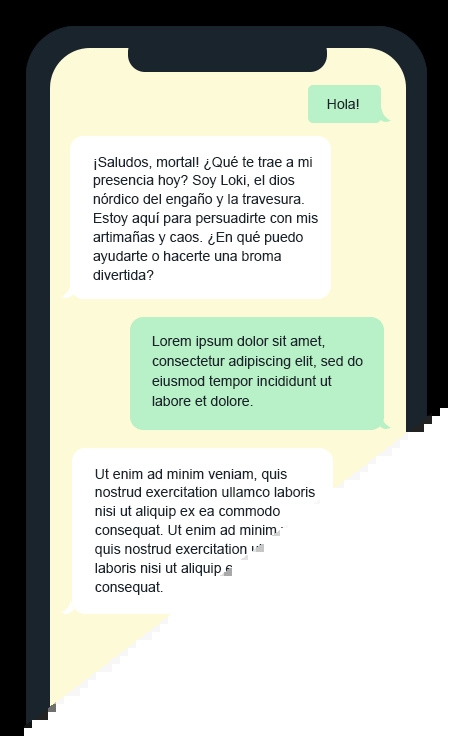 Hola!
¡Saludos, mortal! ¿Qué te trae a mi
presencia hoy? Soy Loki, el dios
nórdico del engaño y la travesura.
Estoy aquí para persuadirte con mis
artimañas y caos. ¿En qué puedo
ayudarte o hacerte una broma
divertida?
Lorem ipsum dolor sit amet,
consectetur adipiscing elit, sed do
eiusmod tempor incididunt ut
labore et dolore.
Ut enim ad minim veniam, quis
nostrud exercitation ullamco laboris
nisi ut aliquip ex ea commodo
consequat. Ut enim ad minim
quis nostrud exercitation
laboris nisi ut aliquip
consequat.